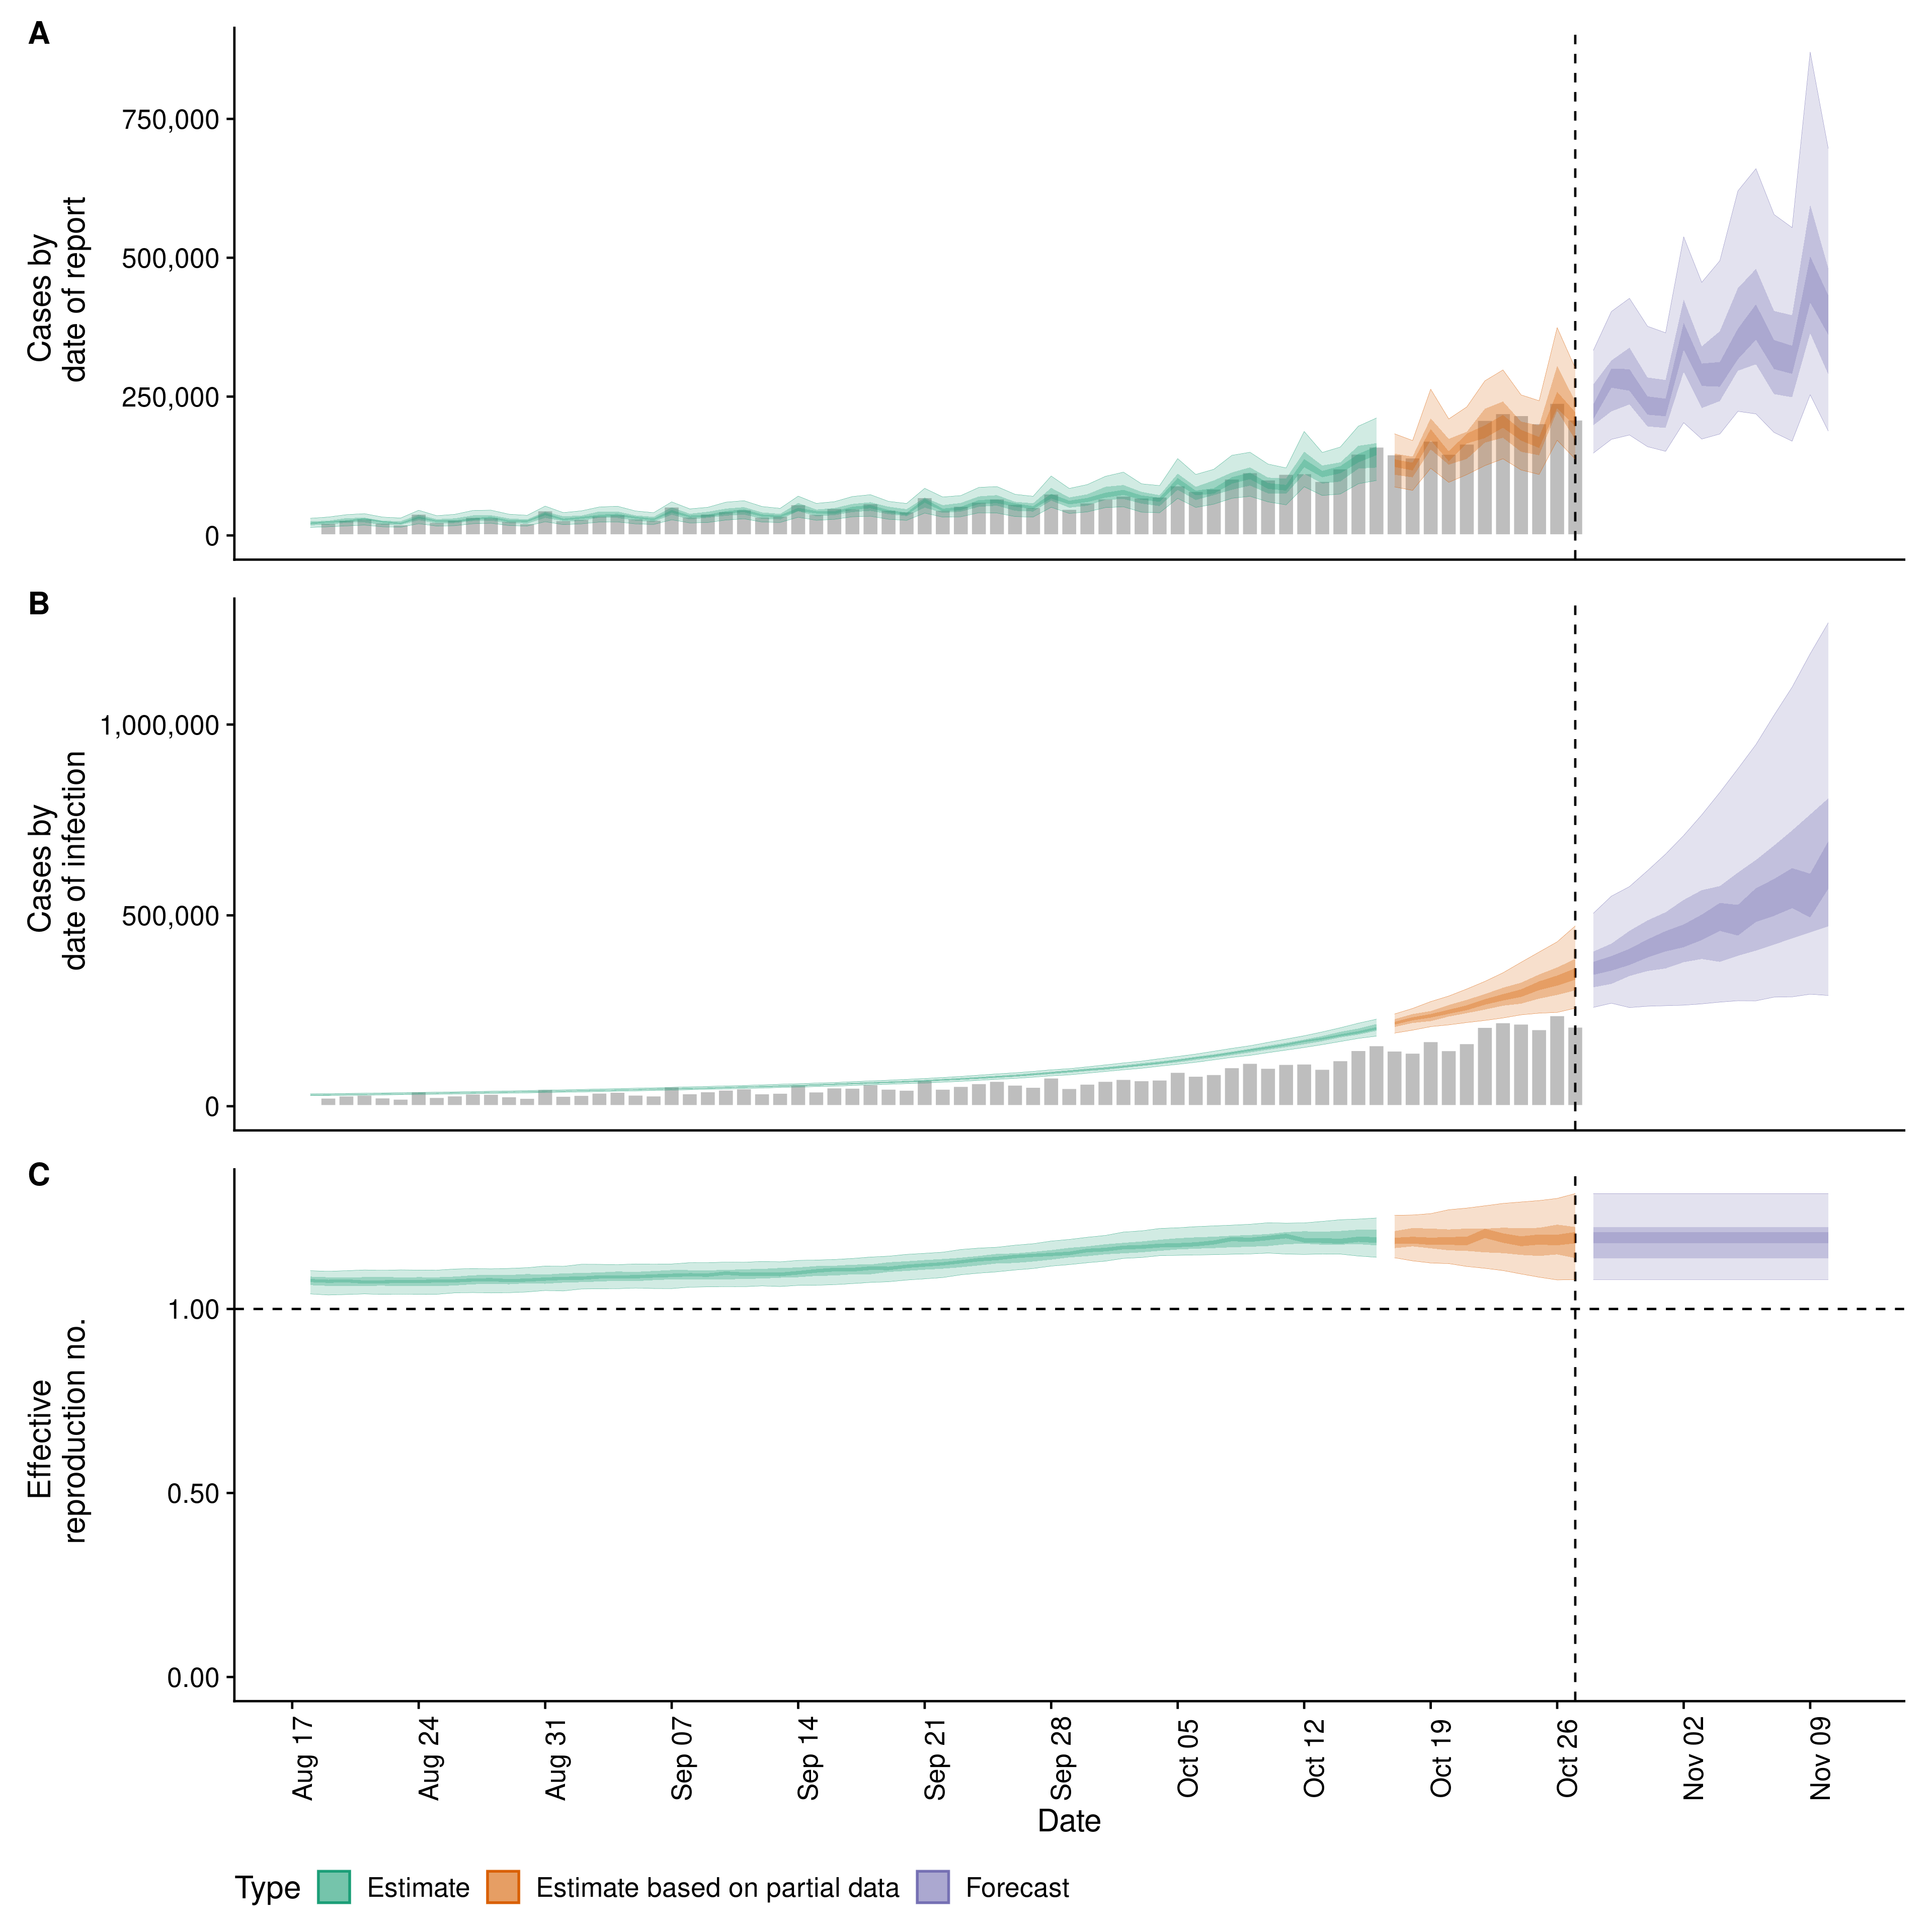 A
Cases by
date of report
750,000
500,000
250,000
0
B
Cases by
date of infection
1,000,000
500,000
0
C
Effective
reproduction no.
1.00
0.50
0.00
Aug 17
Aug 24
Aug 31
Sep 07
Sep 14
Sep 21
Sep 28
Oct 05
Oct 12
Oct 19
Oct 26
Nov 02
Nov 09
Date
Type Estimate Estimate based on partial data Forecast